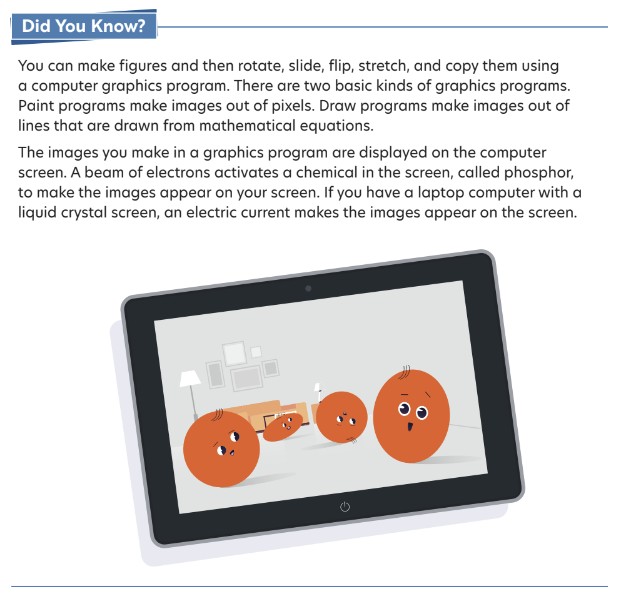 Did You Know?
You can make figures and then rotate, slide, flip, stretch, and copy them using
a computer graphics program. There are two basic kinds of graphics programs.
Paint programs make images out of pixels. Draw programs make images out of
lines that are drawn from mathematical equations.
The images you make in a graphics program are displayed on the computer
screen. A beam of electrons activates a chemical in the screen, called phosphor,
to make the images appear on your screen. If you have a laptop computer with a
liquid crystal screen, an electric current makes the images appear on the screen.